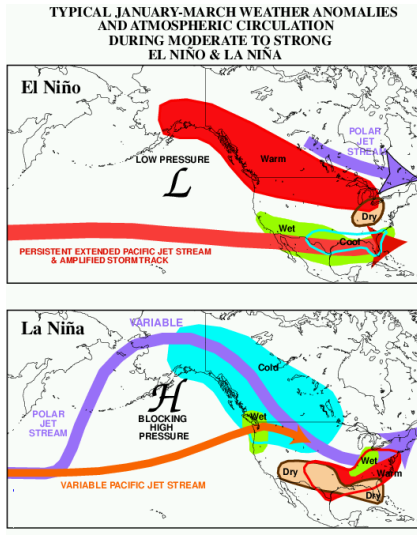 TYPICAL JANUARY-MARCH WEATHER ANOMALIES
AND ATMOSPHERIC CIRCULATION
DURING MODERATE TO STRONG
EL NIÑO & LA NIÑA
El Niño
POLAR
JET
STREAM
LOW PRESSURE
Warm
L
Dry
Wet
Cool
PERSISTENT EXTENDED PACIFIC JET STREAM
& AMPLIFIED STORM TRACK
La Niña
VARIABLE
Cold
H
BLOCKING
HIGH
PRESSURE
POLAR
JET
STREAM
Wet
Wet
Dry
Warm
VARIABLE PACIFIC JET STREAM
Dry